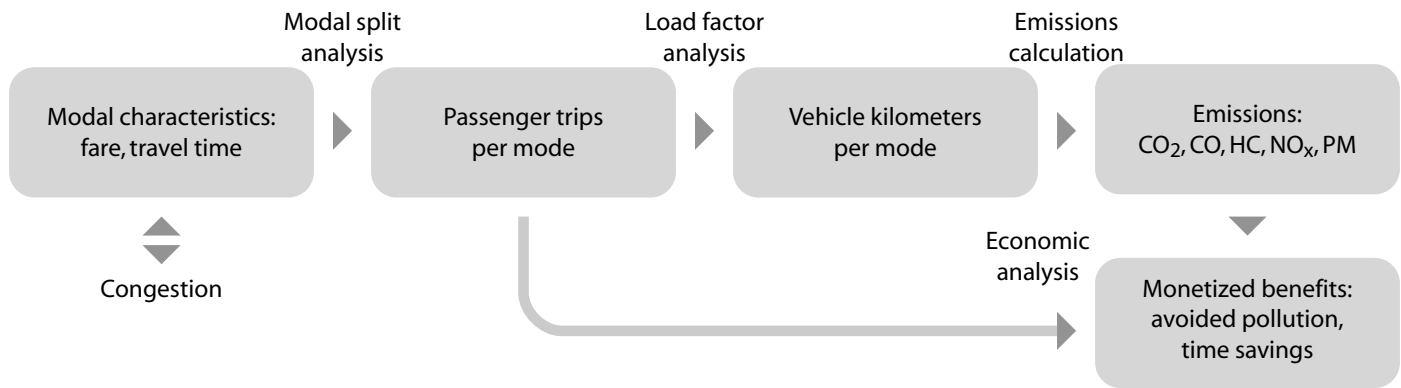 Modal split
analysis
Load factor
analysis
Emissions
calculation
Modal characteristics:
fare, travel time
Passenger trips
per mode
Vehicle kilometers
per mode
Emissions:
CO₂, CO, HC, NOₓ, PM
Congestion
Economic
analysis
Monetized benefits:
avoided pollution,
time savings